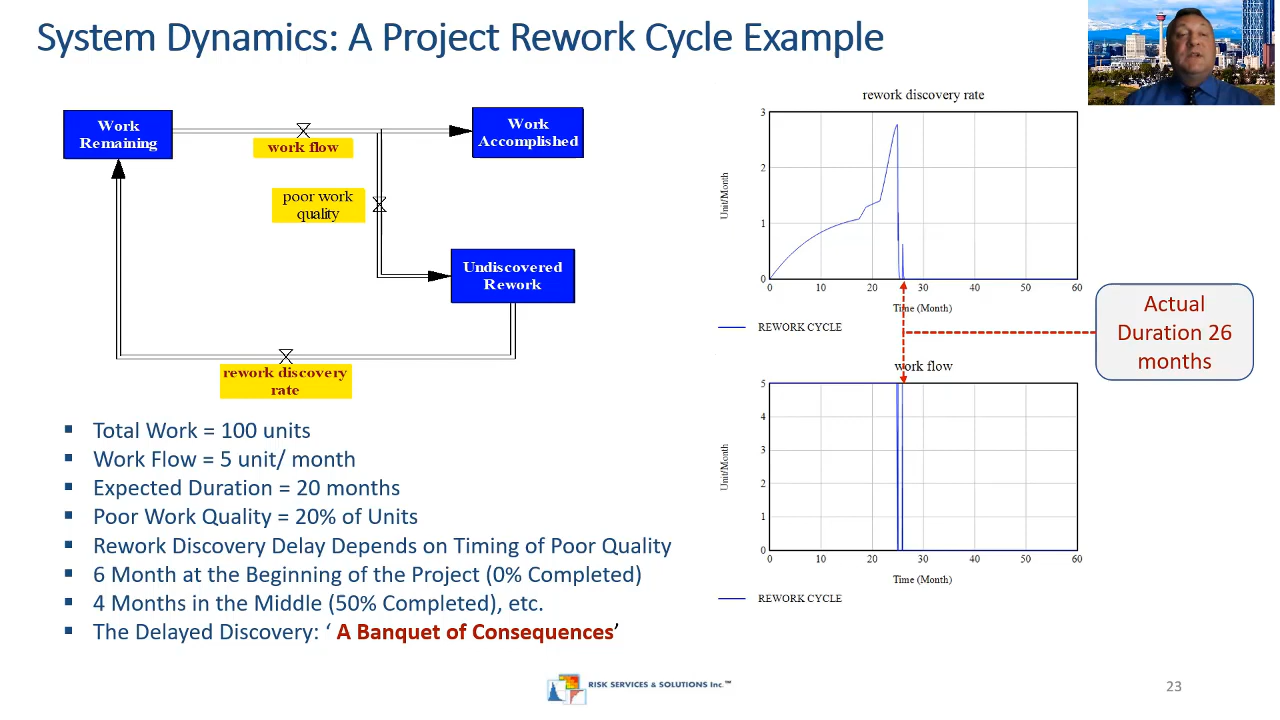 System Dynamics: A Project Rework Cycle Example
Work
Remaining
work flow
Work
Accomplished
poor work
quality
Undiscovered
Rework
rework discovery
rate
▪ Total Work = 100 units
▪ Work Flow = 5 unit/ month
▪ Expected Duration = 20 months
▪ Poor Work Quality = 20% of Units
▪ Rework Discovery Delay Depends on Timing of Poor Quality
▪ 6 Month at the Beginning of the Project (0% Completed)
▪ 4 Months in the Middle (50% Completed), etc.
▪ The Delayed Discovery: ‘ A Banquet of Consequences’
rework discovery rate
Unit/Month
3
2
1
0
0 10 20 30 40 50 60
Time (Month)
REWORK CYCLE
Actual
Duration 26
months
work flow
Unit/Month
5
4
3
2
1
0
0 10 20 30 40 50 60
Time (Month)
REWORK CYCLE
RISK SERVICES & SOLUTIONS Inc.™
23